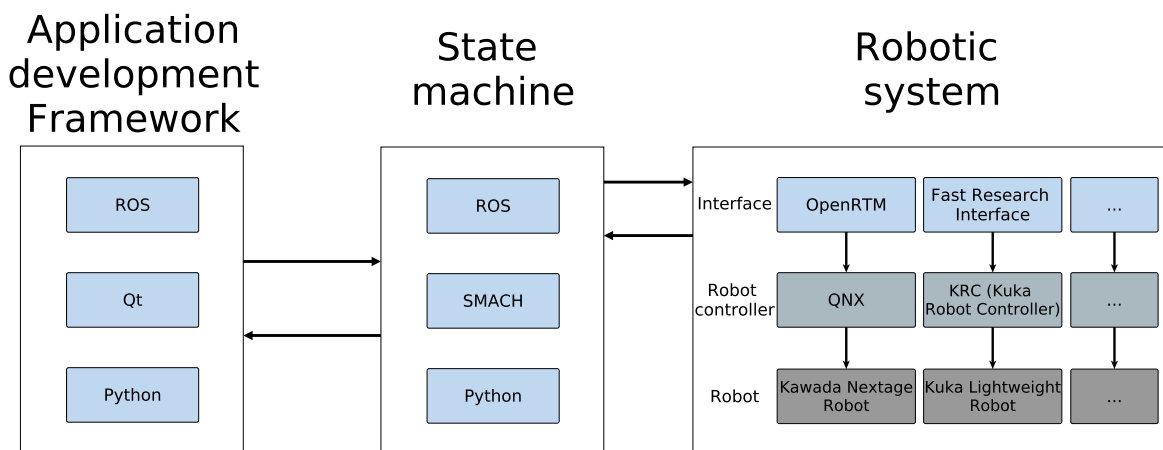 Application
development
Framework
State
machine
Robotic
system
ROS
Qt
Python
ROS
SMACH
Python
Interface
OpenRTM
Fast Research
Interface
...
Robot
controller
QNX
KRC (Kuka
Robot Controller)
...
Robot
Kawada Nextage
Robot
Kuka Lightweight
Robot
...